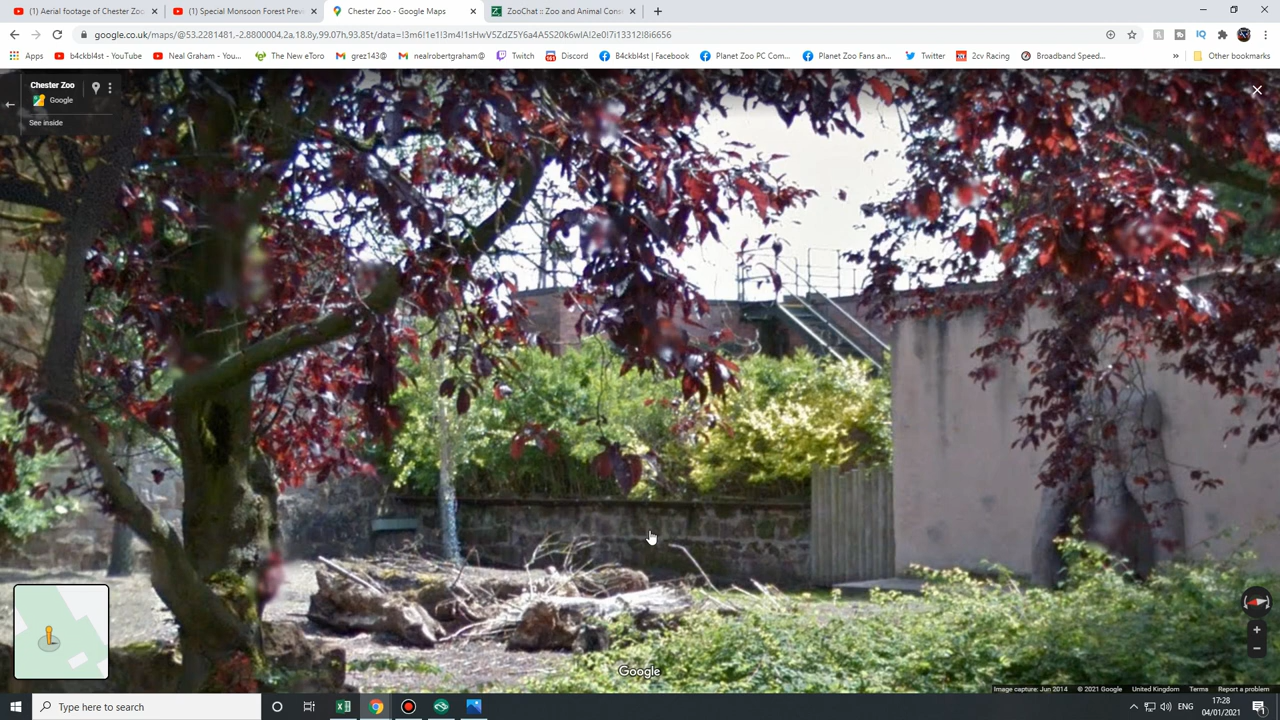 (1) Aerial footage of Chester Zoo
(1) Special Monsoon Forest Prev
Chester Zoo - Google Maps
ZooChat :: Zoo and Animal Cons
google.co.uk/maps/@53.2281481,-2.8800004,2a,18.8y,99.07h,93.85t/data=!3m6!1e1!3m4!1sHwV5ZdZ5Y6a4ASS20k6wIA!2e0!7i13312!8i6656
Apps
b4ckbl4st - YouTube
Neal Graham - You...
The New eToro
grez143@
nealrobertgraham@
Twitch
Discord
B4ckbl4st | Facebook
Planet Zoo PC Com...
Planet Zoo Fans an...
Twitter
2cv Racing
Broadband Speed...
»
Other bookmarks
Chester Zoo
Google
See inside
Google
Image capture: Jun 2014 © 2021 Google United Kingdom Terms Report a problem
Type here to search
ENG
17:28
04/01/2021